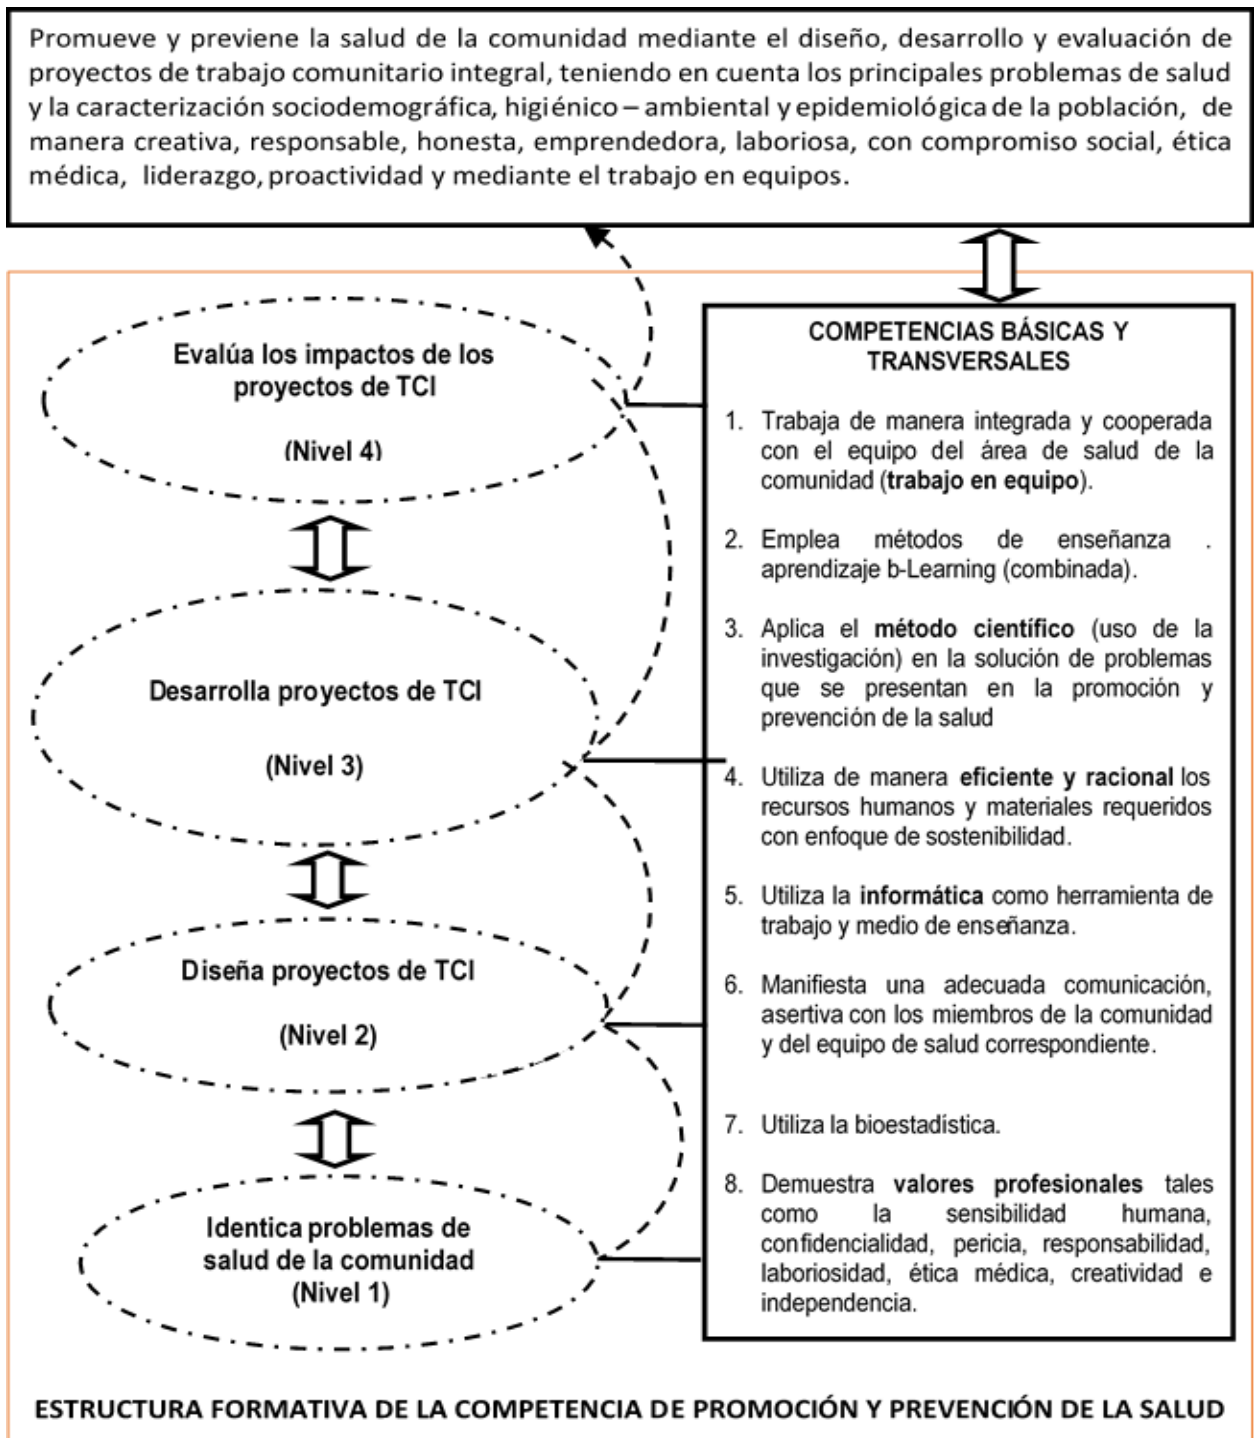 Promueve y previene la salud de la comunidad mediante el diseño, desarrollo y evaluación de
proyectos de trabajo comunitario integral, teniendo en cuenta los principales problemas de salud
y la caracterización sociodemográfica, higiénico – ambiental y epidemiológica de la población, de
manera creativa, responsable, honesta, emprendedora, laboriosa, con compromiso social, ética
médica, liderazgo, proactividad y mediante el trabajo en equipos.
Evalúa los impactos de los
proyectos de TCI
(Nivel 4)
Desarrolla proyectos de TCI
(Nivel 3)
Diseña proyectos de TCI
(Nivel 2)
Identica problemas de
salud de la comunidad
(Nivel 1)
COMPETENCIAS BÁSICAS Y
TRANSVERSALES
1. Trabaja de manera integrada y cooperada
con el equipo del área de salud de la
comunidad (trabajo en equipo).
2. Emplea métodos de enseñanza .
aprendizaje b-Learning (combinada).
3. Aplica el método científico (uso de la
investigación) en la solución de problemas
que se presentan en la promoción y
prevención de la salud
4. Utiliza de manera eficiente y racional los
recursos humanos y materiales requeridos
con enfoque de sostenibilidad.
5. Utiliza la informática como herramienta de
trabajo y medio de enseñanza.
6. Manifiesta una adecuada comunicación,
asertiva con los miembros de la comunidad
y del equipo de salud correspondiente.
7. Utiliza la bioestadística.
8. Demuestra valores profesionales tales
como la sensibilidad humana,
confidencialidad, pericia, responsabilidad,
laboriosidad, ética médica, creatividad e
independencia.
ESTRUCTURA FORMATIVA DE LA COMPETENCIA DE PROMOCIÓN Y PREVENCIÓN DE LA SALUD